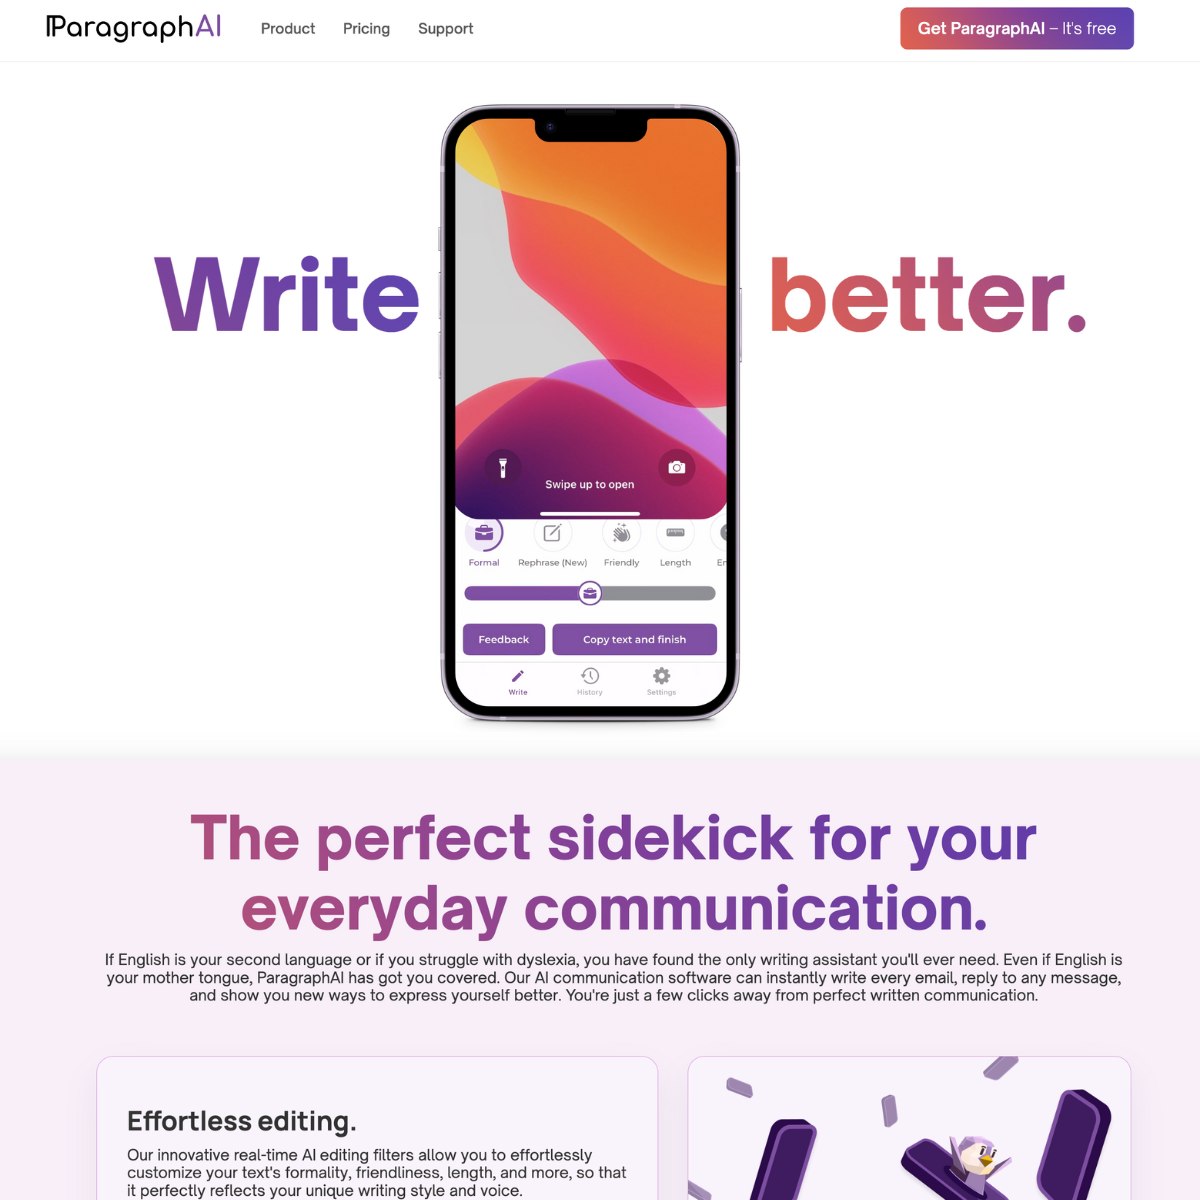 ParagraphAI
Product
Pricing
Support
Get ParagraphAI – It's free
Write
better.
Swipe up to open
Formal
Rephrase (New)
Friendly
Length
En
Feedback
Copy text and finish
Write
History
Settings
The perfect sidekick for your
everyday communication.
If English is your second language or if you struggle with dyslexia, you have found the only writing assistant you'll ever need. Even if English is
your mother tongue, ParagraphAI has got you covered. Our AI communication software can instantly write every email, reply to any message,
and show you new ways to express yourself better. You're just a few clicks away from perfect written communication.
Effortless editing.
Our innovative real-time AI editing filters allow you to effortlessly
customize your text's formality, friendliness, length, and more, so that
it perfectly reflects your unique writing style and voice.